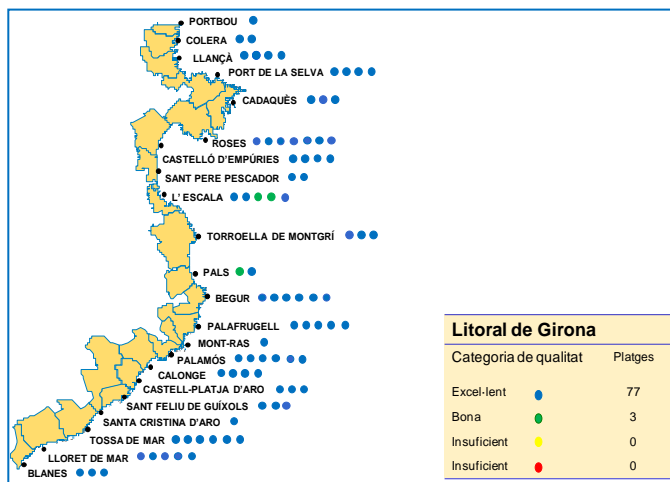 PORTBOU
COLERA
LLANÇÀ
PORT DE LA SELVA
CADAQUÈS
ROSES
CASTELLÓ D'EMPÚRIES
SANT PERE PESCADOR
L' ESCALA
TORROELLA DE MONTGRÍ
PALS
BEGUR
PALAFRUGELL
MONT-RAS
PALAMÓS
CALONGE
CASTELL-PLATJA D'ARO
SANT FELIU DE GUÍXOLS
SANTA CRISTINA D'ARO
TOSSA DE MAR
LLORET DE MAR
BLANES
Litoral de Girona
Categoria de qualitat Platges
Excel·lent 77
Bona 3
Insuficient 0
Insuficient 0